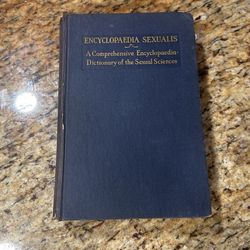 ENCYCLOPAEDIA SEXUALIS
A Comprehensive Encyclopaedia-
Dictionary of the Sexual Sciences